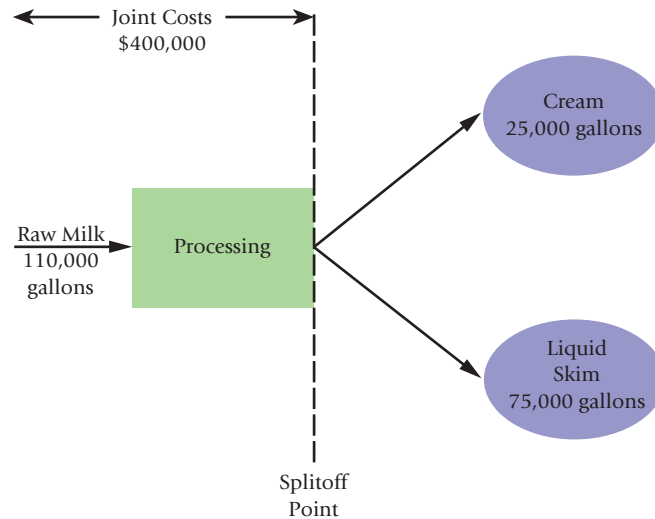 Joint Costs
$400,000
Cream
25,000 gallons
Raw Milk
110,000
gallons
Processing
Liquid
Skim
75,000 gallons
Splitoff
Point